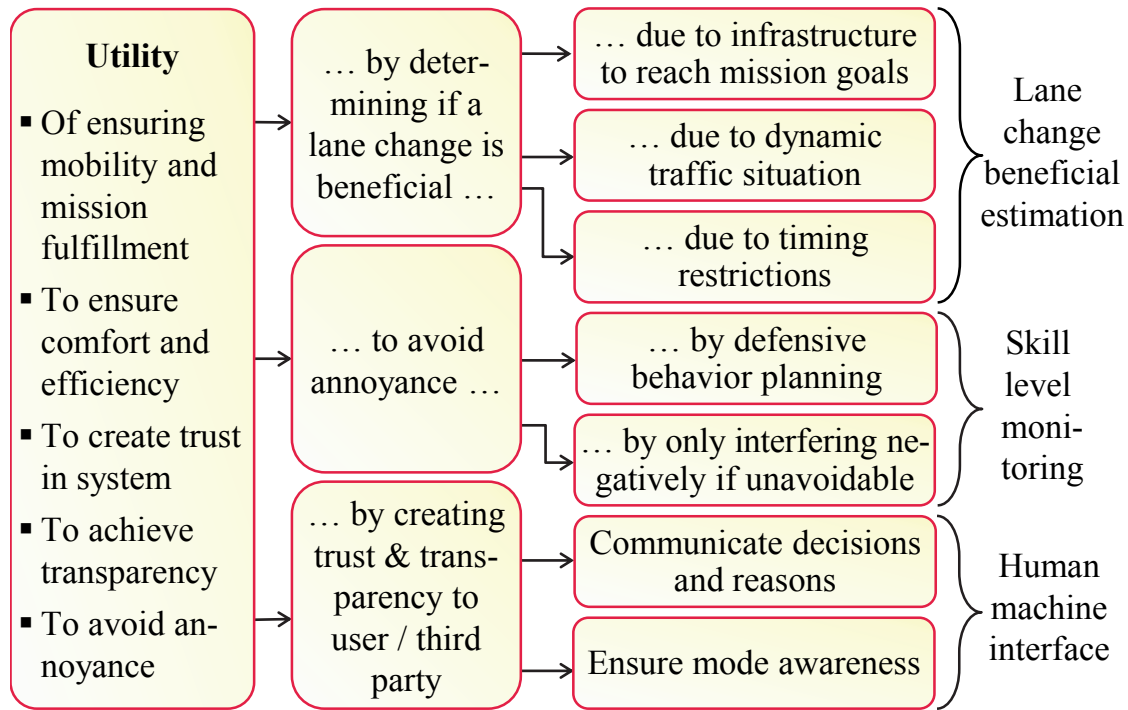 Utility
▪ Of ensuring
mobility and
mission
fulfillment
▪ To ensure
comfort and
efficiency
▪ To create trust
in system
▪ To achieve
transparency
▪ To avoid an-
noyance
… by deter-
mining if a
lane change is
beneficial …
… to avoid
annoyance …
… by creating
trust & trans-
parency to
user / third
party
… due to infrastructure
to reach mission goals
… due to dynamic
traffic situation
… due to timing
restrictions
… by defensive
behavior planning
… by only interfering ne-
gatively if unavoidable
Communicate decisions
and reasons
Ensure mode awareness
Lane
change
beneficial
estimation
Skill
level
moni-
toring
Human
machine
interface